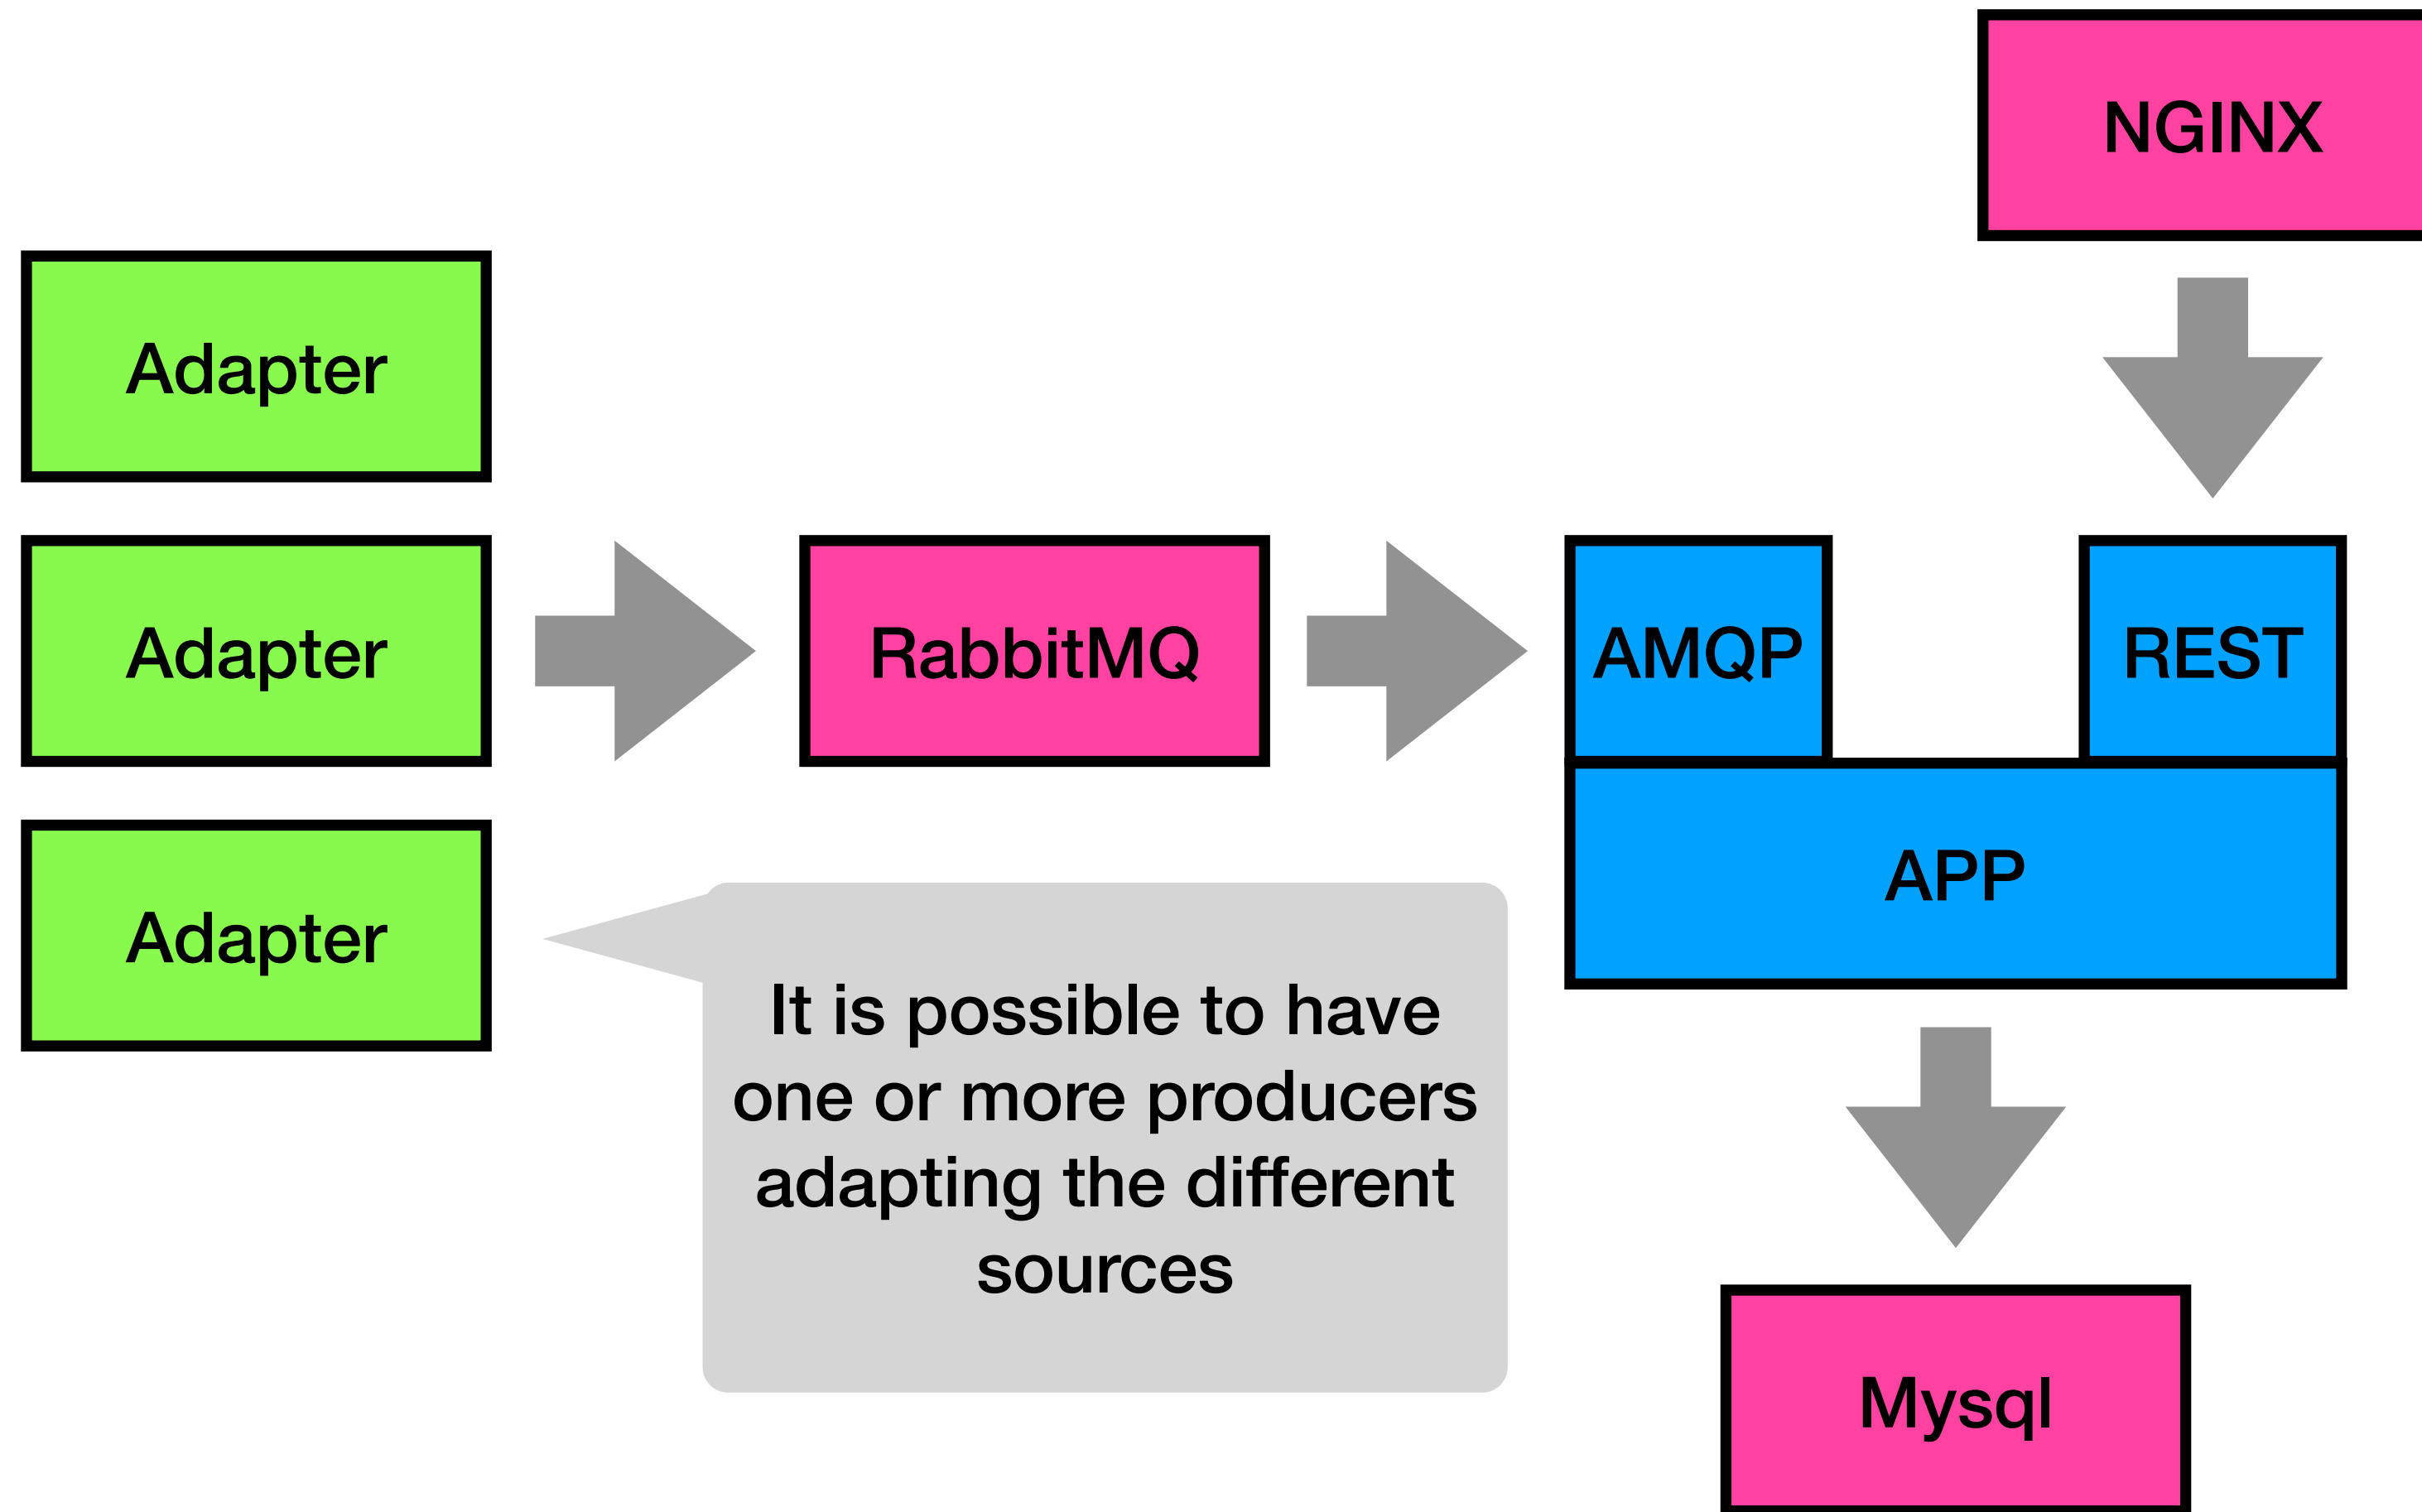 NGINX
Adapter
Adapter
RabbitMQ
AMQP
REST
APP
Adapter
It is possible to have
one or more producers
adapting the different
sources
Mysql